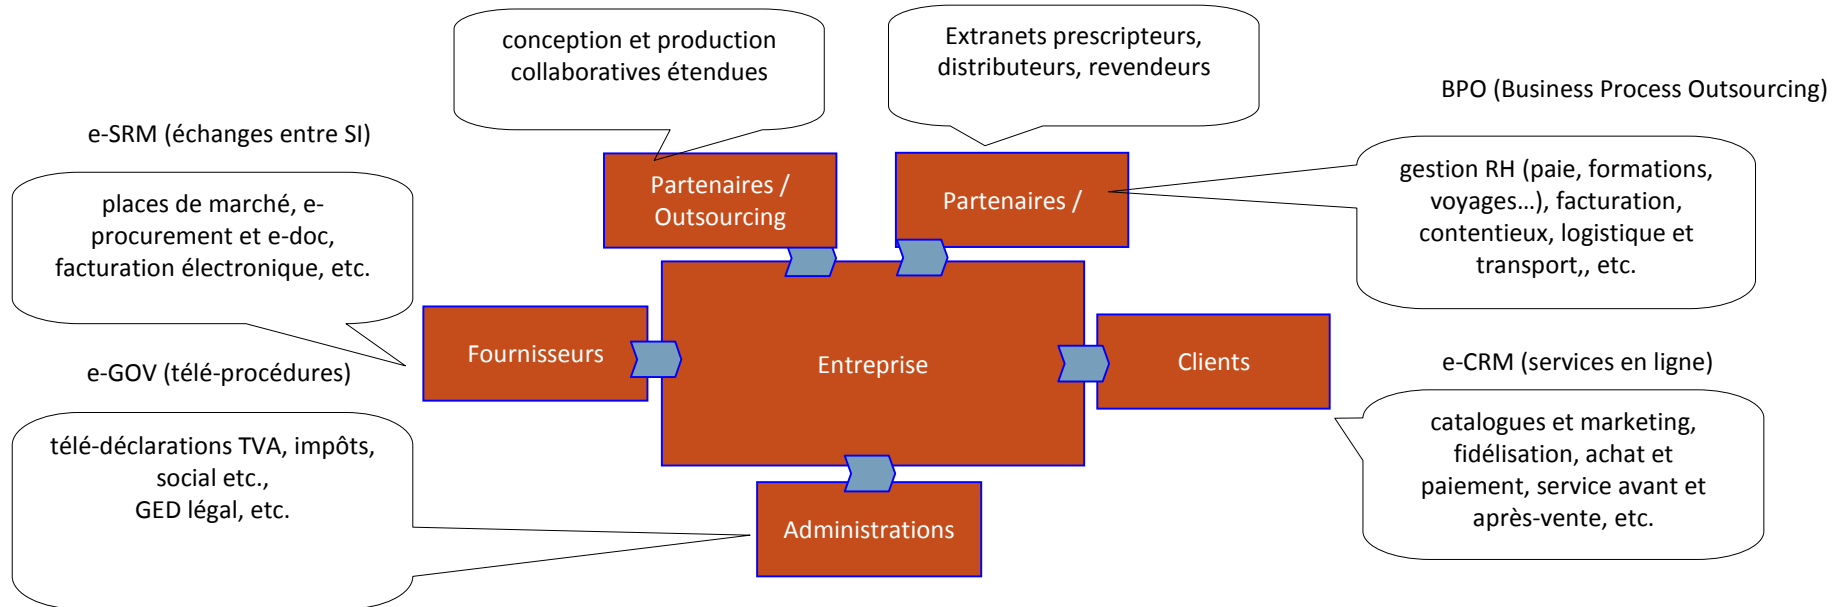 conception et production
collaboratives étendues
Extranets prescripteurs,
distributeurs, revendeurs
BPO (Business Process Outsourcing)
e-SRM (échanges entre SI)
places de marché, e-
procurement et e-doc,
facturation électronique, etc.
Partenaires /
Outsourcing
Partenaires /
gestion RH (paie, formations,
voyages...), facturation,
contentieux, logistique et
transport,, etc.
Fournisseurs
Entreprise
Clients
e-GOV (télé-procédures)
e-CRM (services en ligne)
télé-déclarations TVA, impôts,
social etc.,
GED légal, etc.
catalogues et marketing,
fidélisation, achat et
paiement, service avant et
après-vente, etc.
Administrations